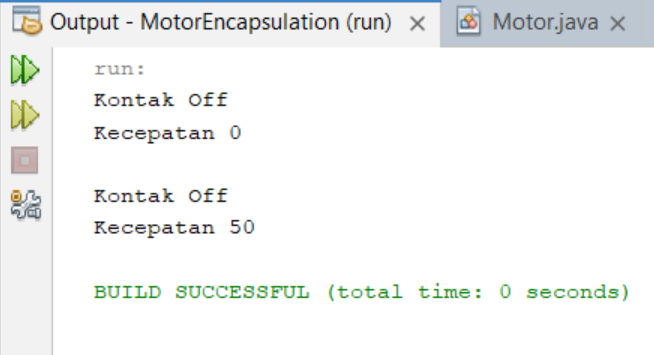 Output - MotorEncapsulation (run) × Motor.java ×
run:
Kontak Off
Kecepatan 0
Kontak Off
Kecepatan 50
BUILD SUCCESSFUL (total time: 0 seconds)